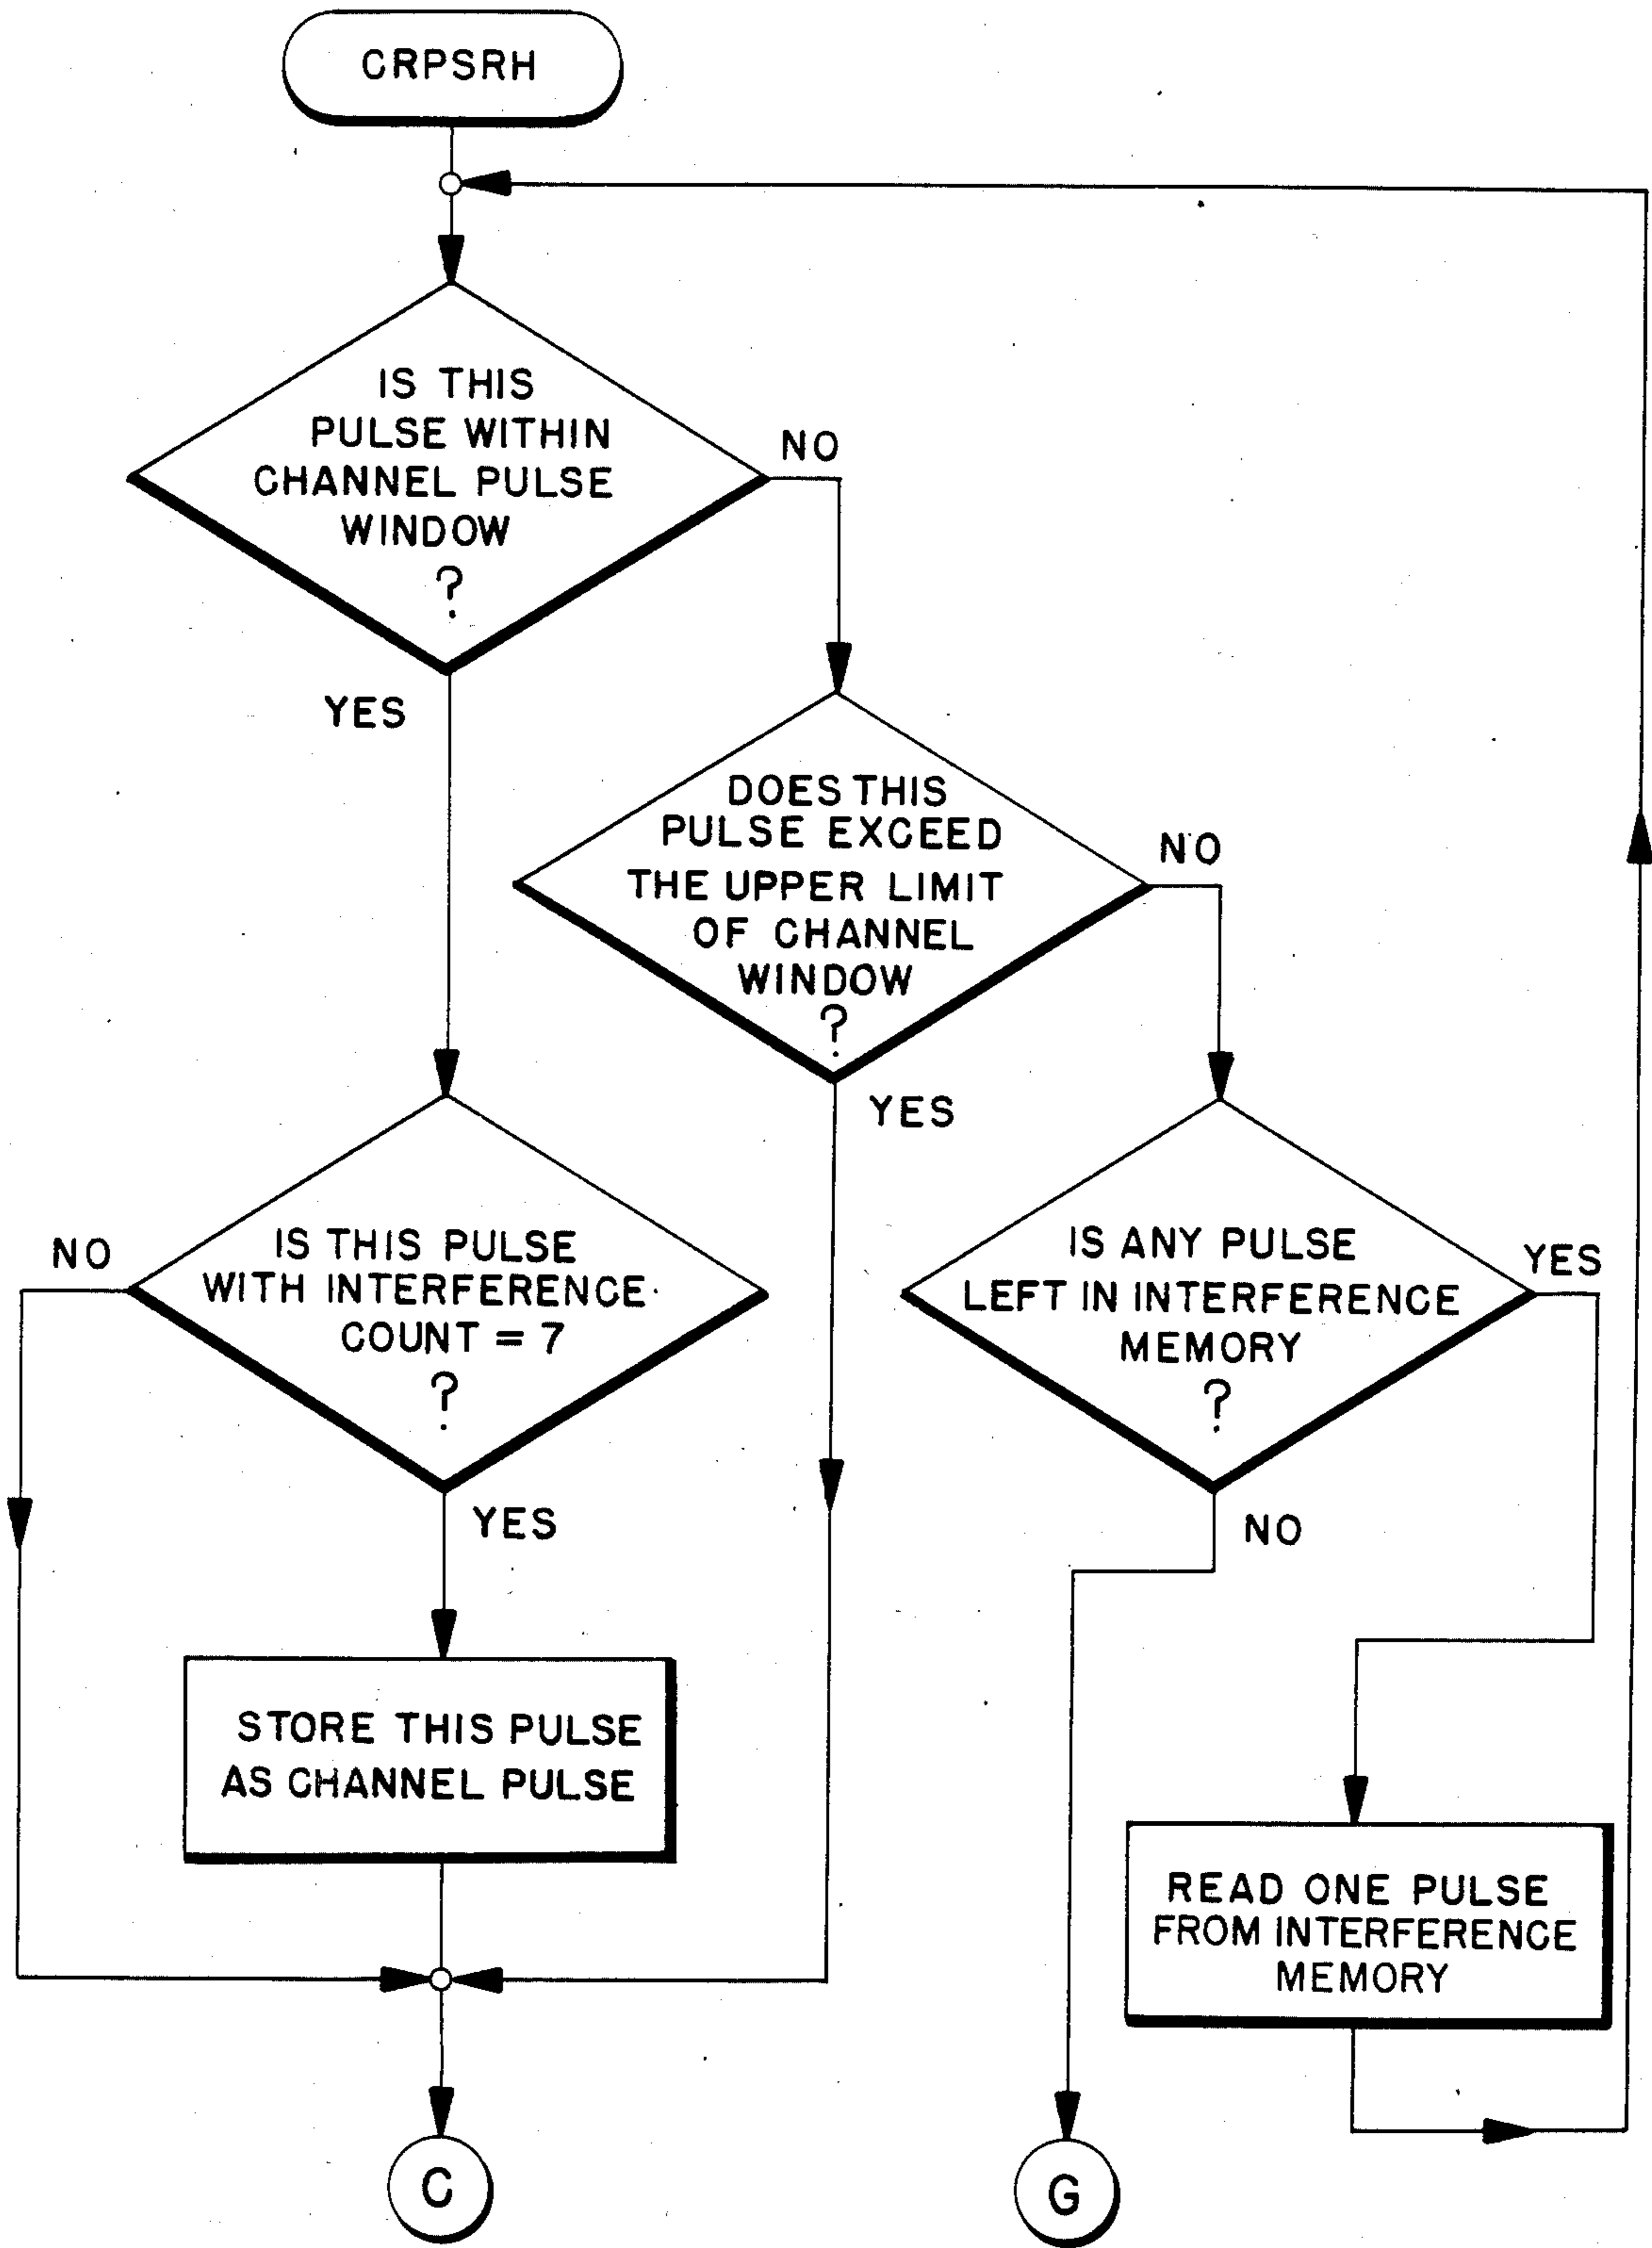 CRPSRH
IS THIS
PULSE WITHIN
CHANNEL PULSE
WINDOW
?
NO
YES
DOES THIS
PULSE EXCEED
THE UPPER LIMIT
OF CHANNEL
WINDOW
?
NO
YES
IS THIS PULSE
WITH INTERFERENCE
COUNT = 7
?
NO
YES
IS ANY PULSE
LEFT IN INTERFERENCE
MEMORY
?
YES
NO
STORE THIS PULSE
AS CHANNEL PULSE
READ ONE PULSE
FROM INTERFERENCE
MEMORY
C
G